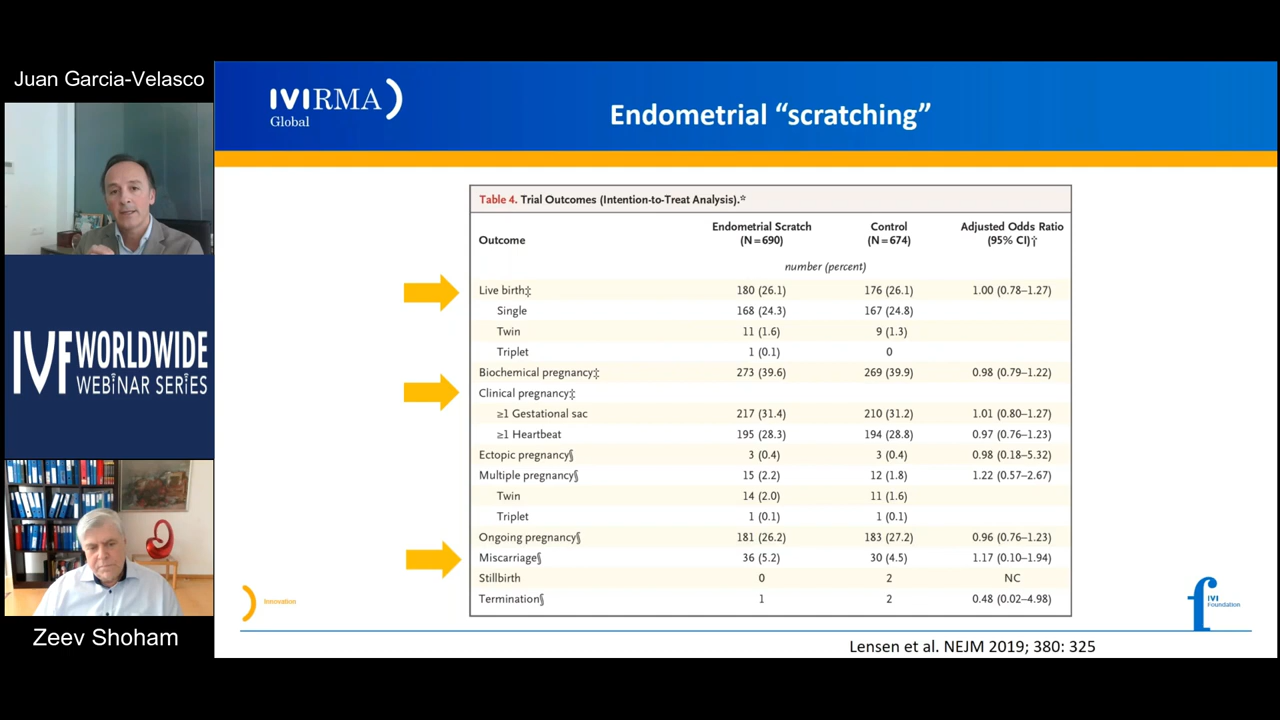 Juan Garcia-Velasco
IVF WORLDWIDE
WEBINAR SERIES
Zeev Shoham
IVIRMA
Global
Endometrial “scratching”
Table 4. Trial Outcomes (Intention-to-Treat Analysis).*
Outcome Endometrial Scratch (N=690) Control (N=674) Adjusted Odds Ratio (95% CI)†
number (percent)
Live birth‡ 180 (26.1) 176 (26.1) 1.00 (0.78–1.27)
Single 168 (24.3) 167 (24.8)
Twin 11 (1.6) 9 (1.3)
Triplet 1 (0.1) 0
Biochemical pregnancy‡ 273 (39.6) 269 (39.9) 0.98 (0.79–1.22)
Clinical pregnancy‡
≥1 Gestational sac 217 (31.4) 210 (31.2) 1.01 (0.80–1.27)
≥1 Heartbeat 195 (28.3) 194 (28.8) 0.97 (0.76–1.23)
Ectopic pregnancy§ 3 (0.4) 3 (0.4) 0.98 (0.18–5.32)
Multiple pregnancy§ 15 (2.2) 12 (1.8) 1.22 (0.57–2.67)
Twin 14 (2.0) 11 (1.6)
Triplet 1 (0.1) 1 (0.1)
Ongoing pregnancy§ 181 (26.2) 183 (27.2) 0.96 (0.76–1.23)
Miscarriage§ 36 (5.2) 30 (4.5) 1.17 (0.10–1.94)
Stillbirth 0 2 NC
Termination§ 1 2 0.48 (0.02–4.98)
Innovation
IVI
Foundation
Lensen et al. NEJM 2019; 380: 325